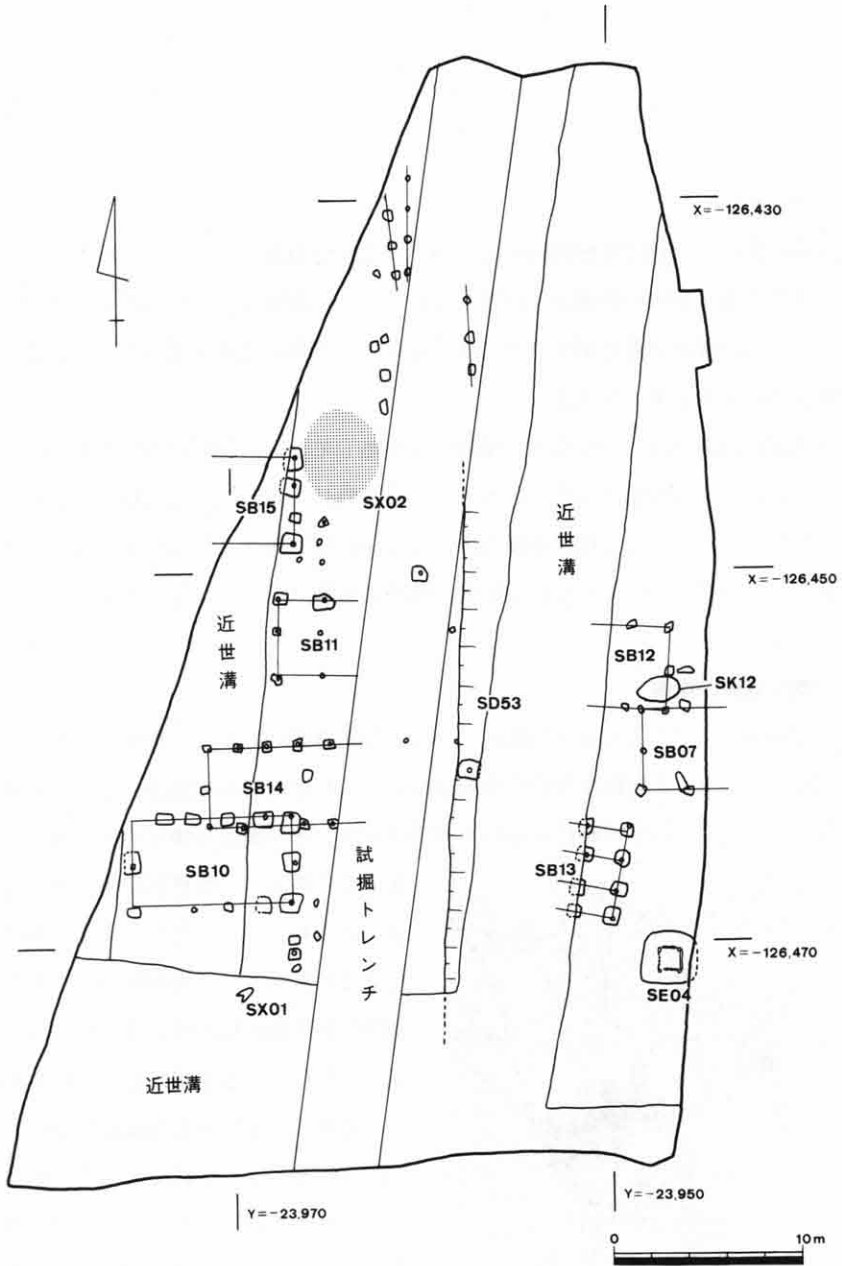 X=-126,430
SB15
SX02
近世溝
X=-126,450
近世溝
SB11
SB12
SK12
SD53
SB07
SB14
SB10
試掘トレンチ
SB13
X=-126,470
SE04
SX01
近世溝
Y=-23,970
Y=-23,950
0 10m